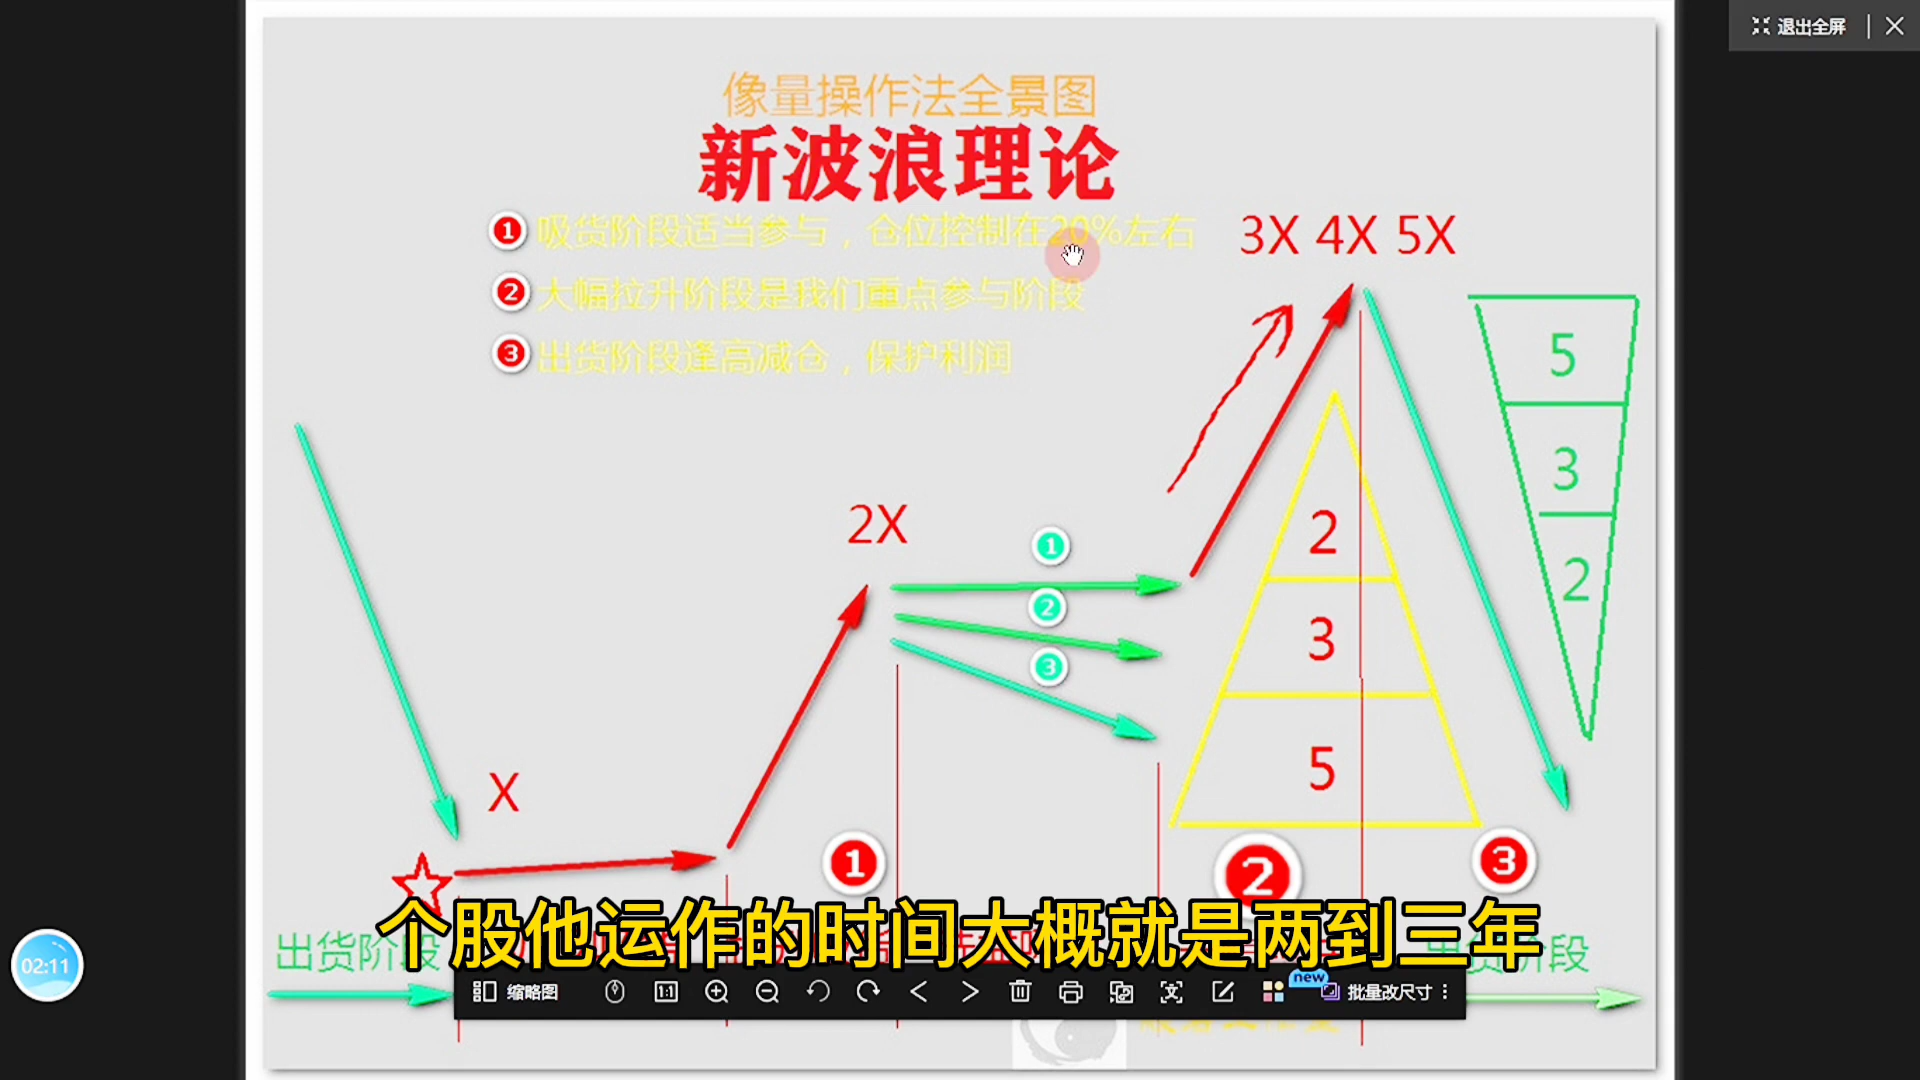 退出全屏
像量操作法全景图
新波浪理论
1 吸货阶段适当参与，仓位控制在20%左右
2 大幅拉升阶段是我们重点参与阶段
3 出货阶段逢高减仓，保护利润
3X 4X 5X
5
3
2
2X
1
2
3
2
3
5
X
1
2
3
出货阶段
个股他运作的时间大概就是两到三年
出货阶段
02:11
缩略图
1:1
new
批量改尺寸